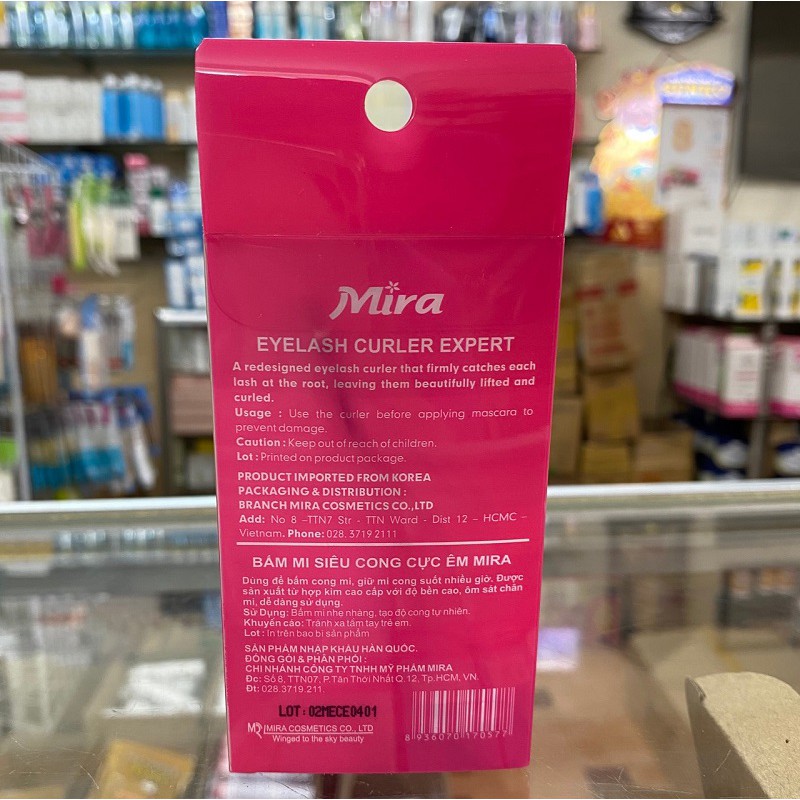 Mira
EYELASH CURLER EXPERT
A redesigned eyelash curler that firmly catches each
lash at the root, leaving them beautifully lifted and
curled.
Usage : Use the curler before applying mascara to
prevent damage.
Caution : Keep out of reach of children.
Lot : Printed on product package.
PRODUCT IMPORTED FROM KOREA
PACKAGING & DISTRIBUTION :
BRANCH MIRA COSMETICS CO.,LTD
Add: No 8 –TTN7 Str - TTN Ward - Dist 12 – HCMC –
Vietnam. Phone: 028. 3719 2111
BẤM MI SIÊU CONG CỰC ÊM MIRA
Dùng để bấm cong mi, giữ mi cong suốt nhiều giờ. Được
sản xuất từ hợp kim cao cấp với độ bền cao, ôm sát chân
mi, dễ dàng sử dụng.
Sử Dụng: Bấm mi nhẹ nhàng, tạo độ cong tự nhiên.
Khuyến cáo: Tránh xa tầm tay trẻ em.
Lot : In trên bao bì sản phẩm
SẢN PHẨM NHẬP KHẨU HÀN QUỐC.
ĐÓNG GÓI & PHÂN PHỐI :
CHI NHÁNH CÔNG TY TNHH MỸ PHẨM MIRA
Đc: Số 8, TTN07, P.Tân Thới Nhất Q.12, Tp.HCM, VN.
Đt: 028.3719.211
LOT : 02MECE0401
MIRA COSMETICS CO., LTD
Winged to the sky beauty
8 936070 170577